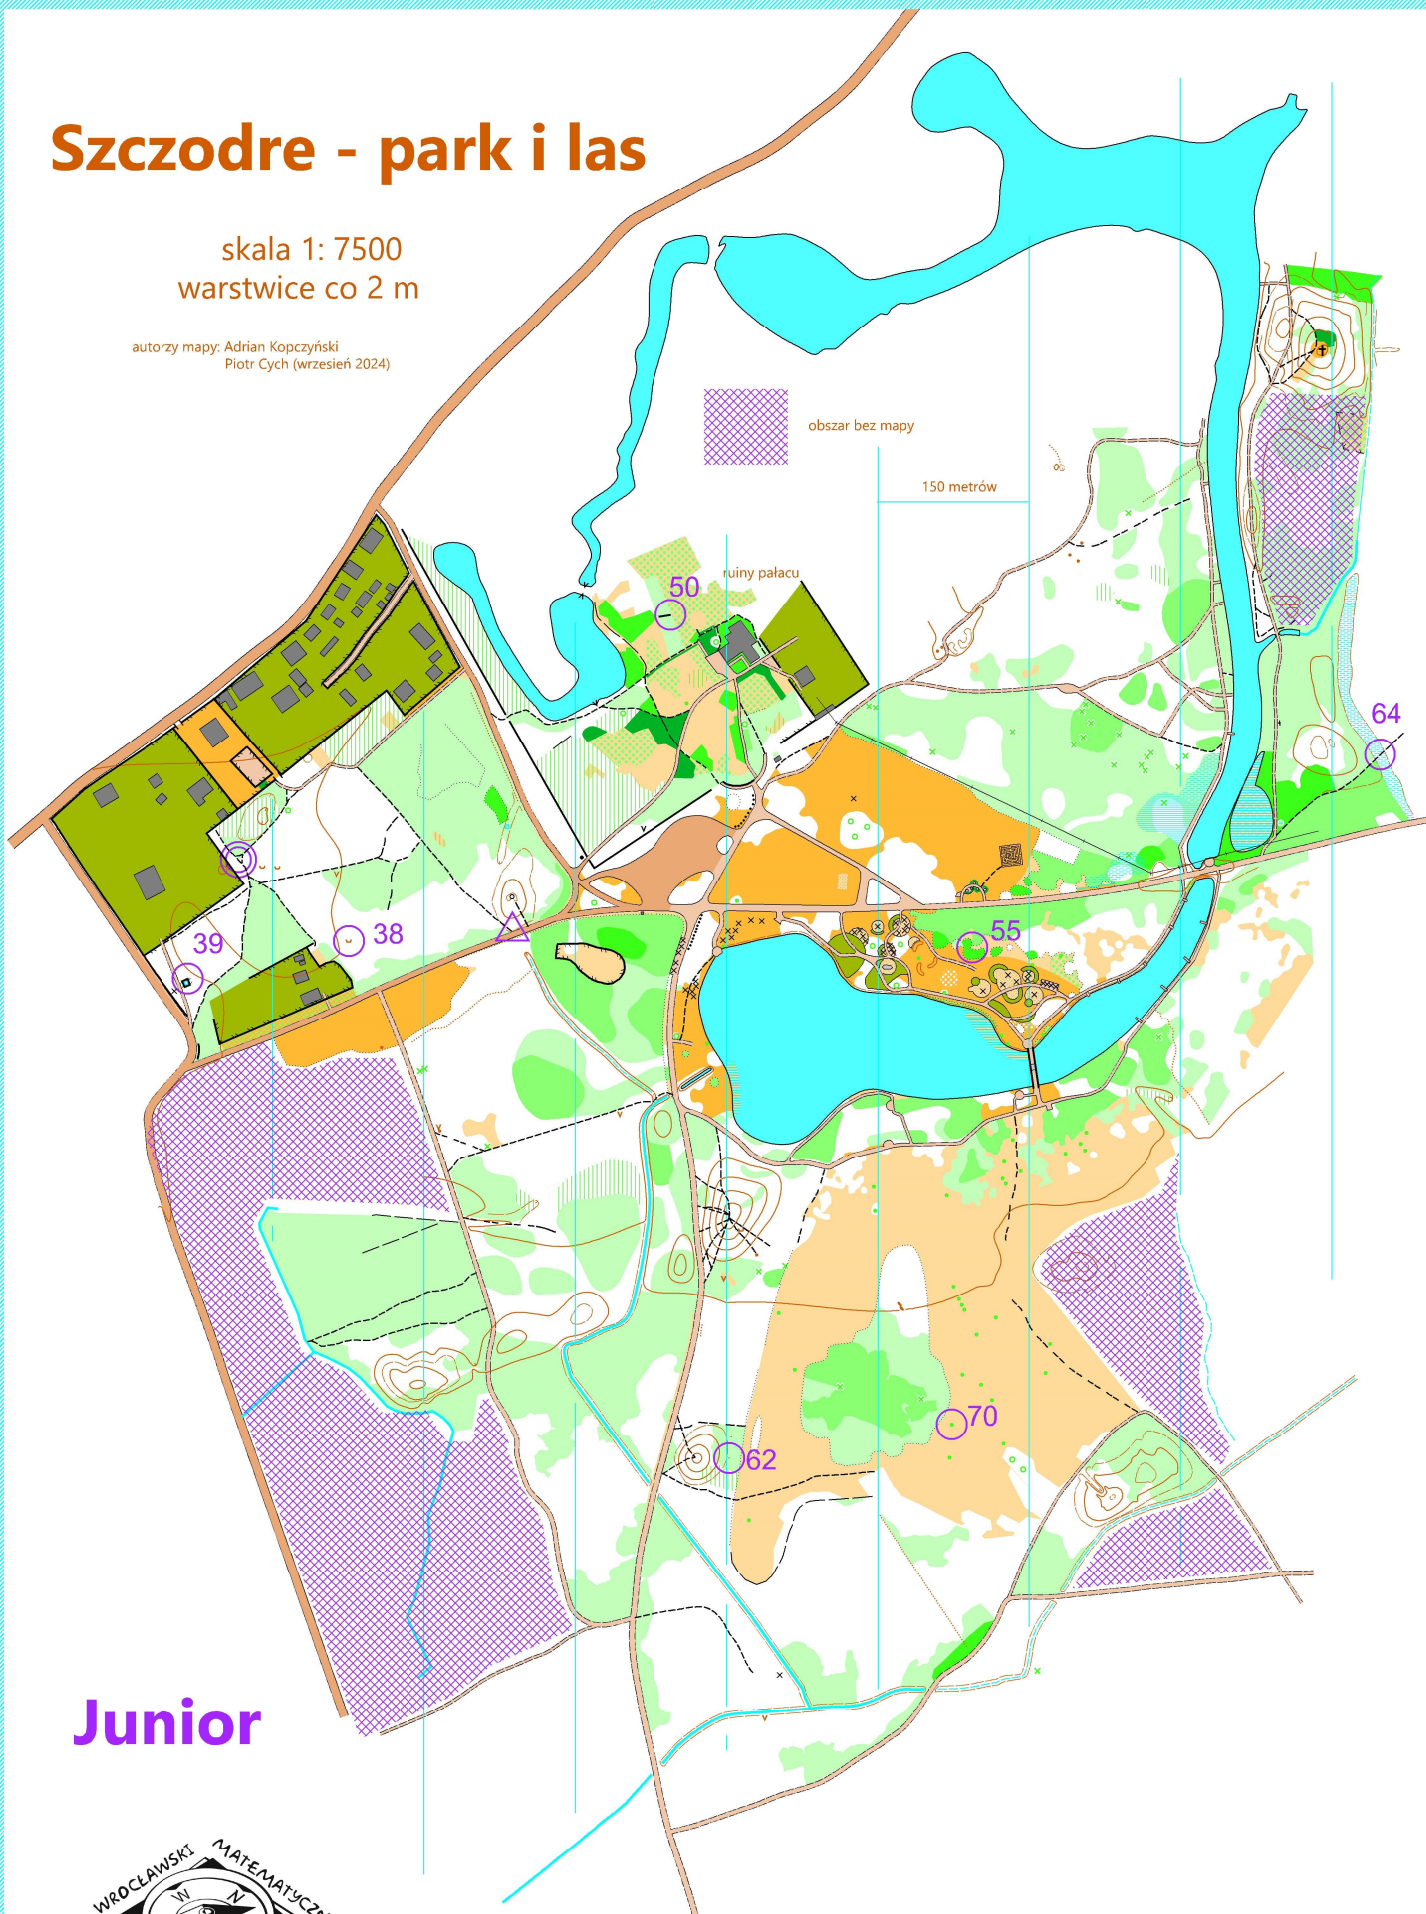 Szczodre - park i las
skala 1: 7500
warstwice co 2 m
autorzy mapy: Adrian Kopczyński
Piotr Cych (wrzesień 2024)
obszar bez mapy
150 metrów
ruiny pałacu
50
64
39
38
55
70
62
Junior
WROCŁAWSKI
W N